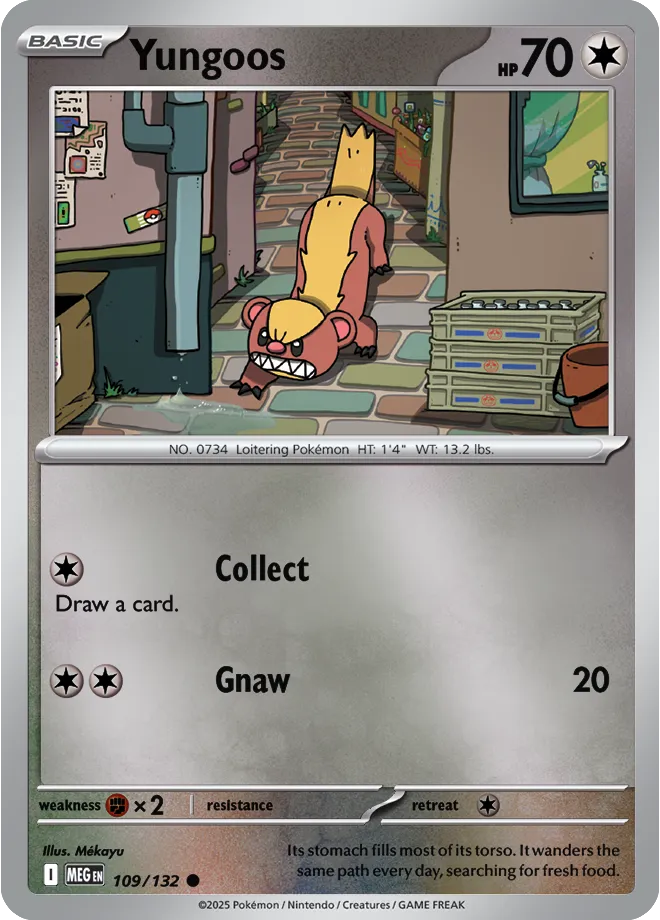 BASIC
Yungoos
HP 70
NO. 0734 Loitering Pokémon HT: 1'4" WT: 13.2 lbs.
Collect
Draw a card.
Gnaw 20
weakness ×2 resistance retreat
Illus. Mékayu
I MEG EN 109/132
Its stomach fills most of its torso. It wanders the
same path every day, searching for fresh food.
©2025 Pokémon / Nintendo / Creatures / GAME FREAK